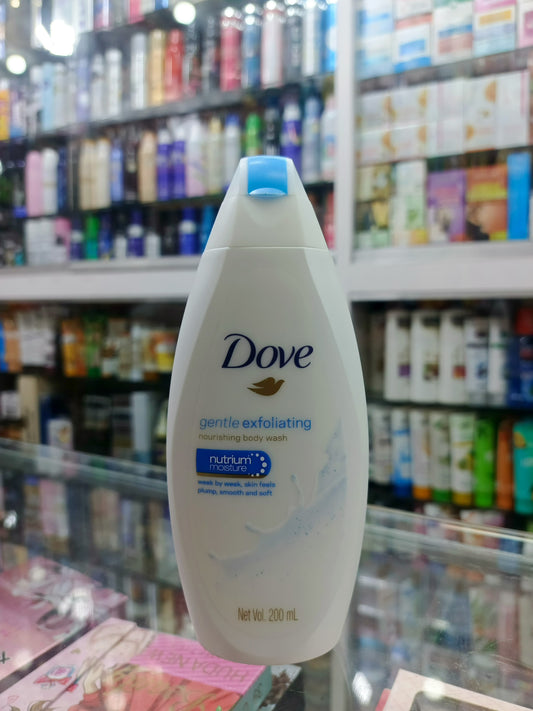 Dove
gentle exfoliating
nourishing body wash
nutrium
moisture
week by week, skin feels
plump, smooth and soft
Net Vol. 200 mL